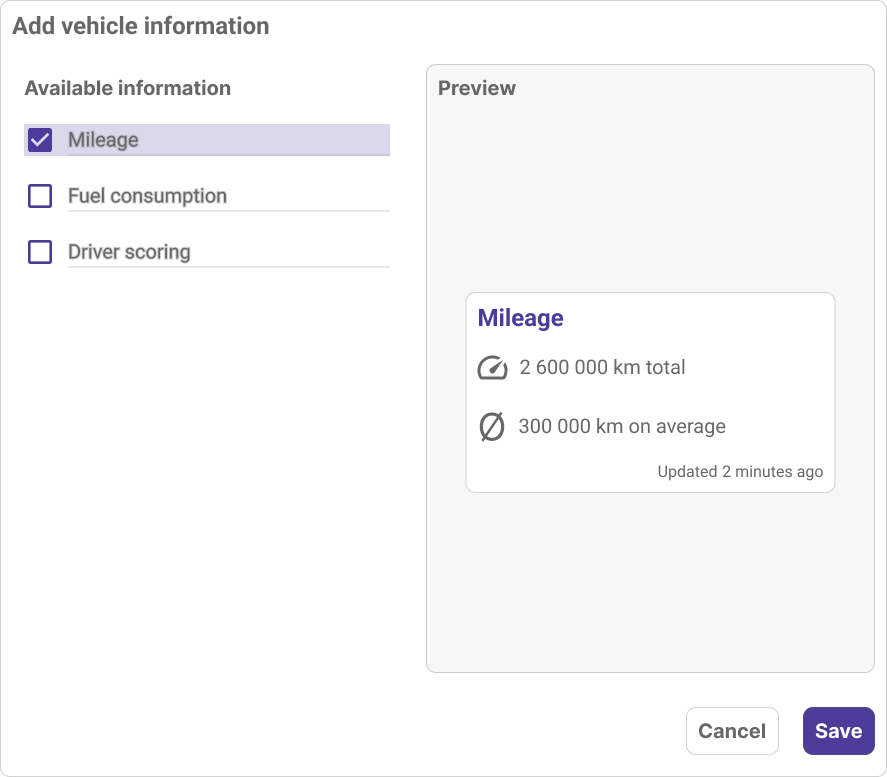 Add vehicle information
Available information
Mileage
Fuel consumption
Driver scoring
Preview
Mileage
2 600 000 km total
300 000 km on average
Updated 2 minutes ago
Cancel
Save